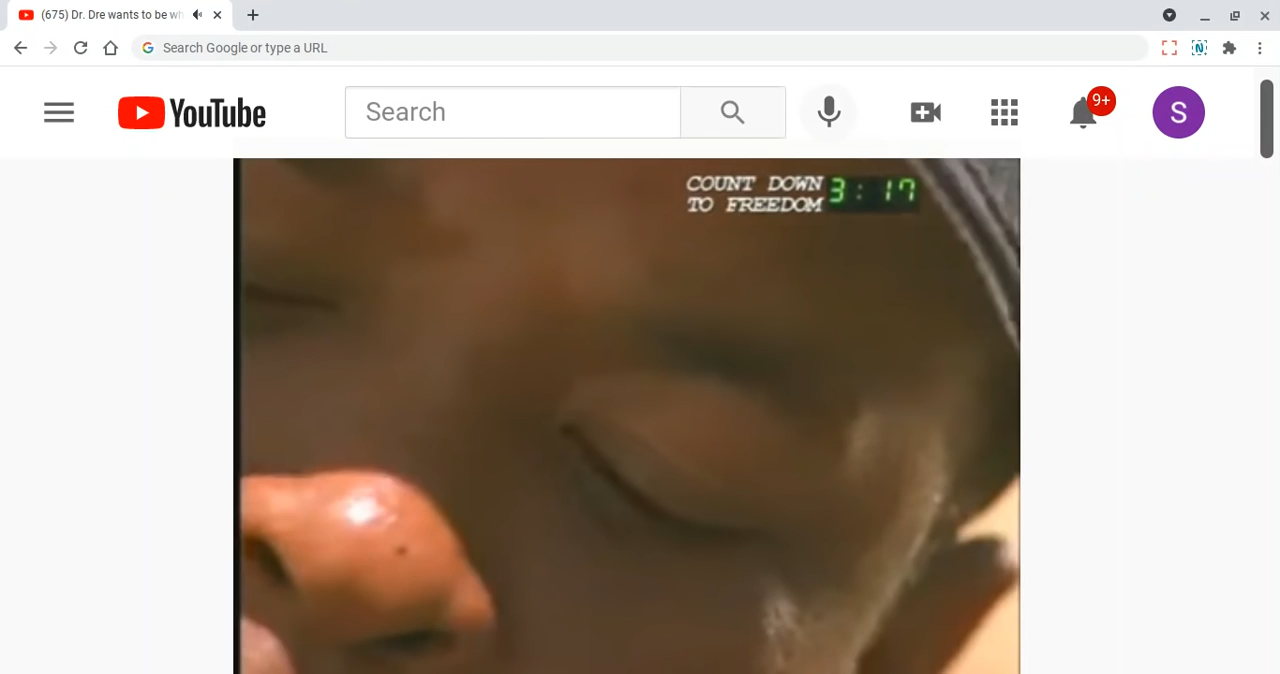 (675) Dr. Dre wants to be wh
Search Google or type a URL
YouTube
Search
9+
S
COUNT DOWN
TO FREEDOM
3:17